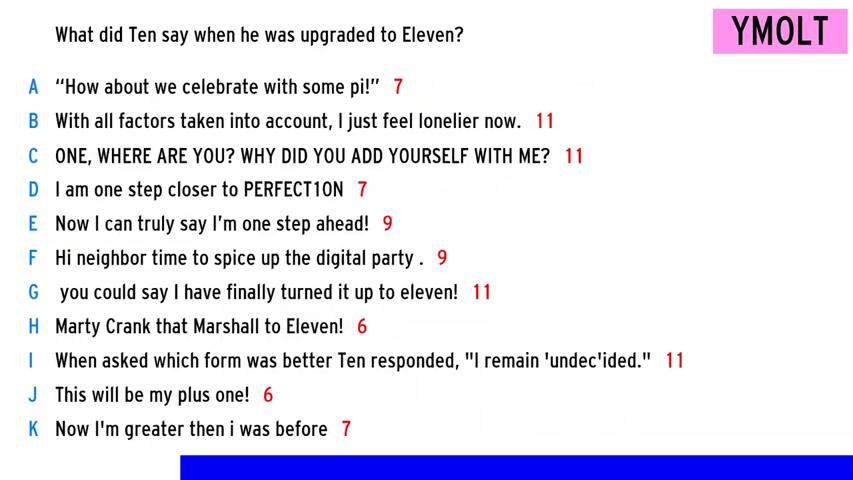 What did Ten say when he was upgraded to Eleven?
YMOLT
A “How about we celebrate with some pi!” 7
B With all factors taken into account, I just feel lonelier now. 11
C ONE, WHERE ARE YOU? WHY DID YOU ADD YOURSELF WITH ME? 11
D I am one step closer to PERFECT10N 7
E Now I can truly say I’m one step ahead! 9
F Hi neighbor time to spice up the digital party . 9
G you could say I have finally turned it up to eleven! 11
H Marty Crank that Marshall to Eleven! 6
I When asked which form was better Ten responded, "I remain 'undec'ided." 11
J This will be my plus one! 6
K Now I'm greater then i was before 7